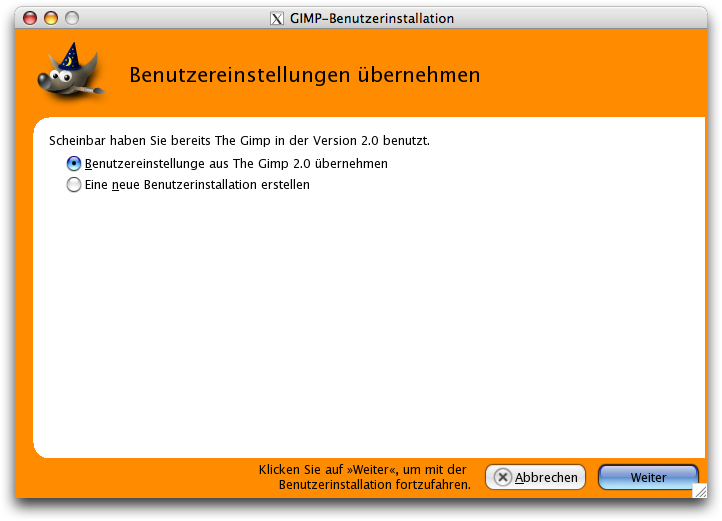 GIMP-Benutzerinstallation
Benutzereinstellungen übernehmen
Scheinbar haben Sie bereits The Gimp in der Version 2.0 benutzt.
Benutzereinstellunge aus The Gimp 2.0 übernehmen
Eine neue Benutzerinstallation erstellen
Klicken Sie auf »Weiter«, um mit der
Benutzerinstallation fortzufahren.
Abbrechen
Weiter